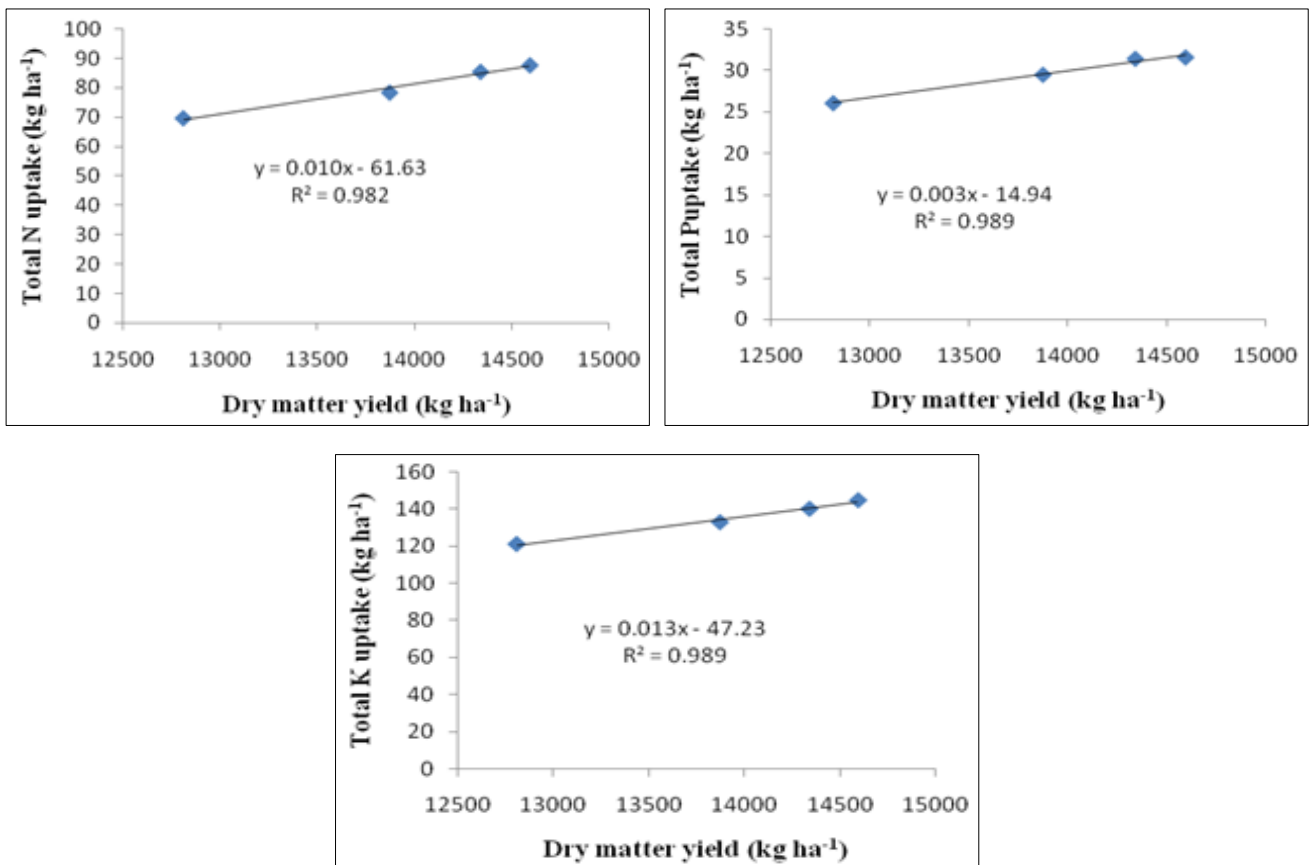 Total N uptake (kg ha⁻¹)
100
90
80
70
60
50
40
30
20
10
0
y = 0.010x - 61.63
R² = 0.982
12500 13000 13500 14000 14500 15000
Dry matter yield (kg ha⁻¹)
Total Puptake (kg ha⁻¹)
35
30
25
20
15
10
5
0
y = 0.003x - 14.94
R² = 0.989
12500 13000 13500 14000 14500 15000
Dry matter yield (kg ha⁻¹)
Total K uptake (kg ha⁻¹)
160
140
120
100
80
60
40
20
0
y = 0.013x - 47.23
R² = 0.989
12500 13000 13500 14000 14500 15000
Dry matter yield (kg ha⁻¹)